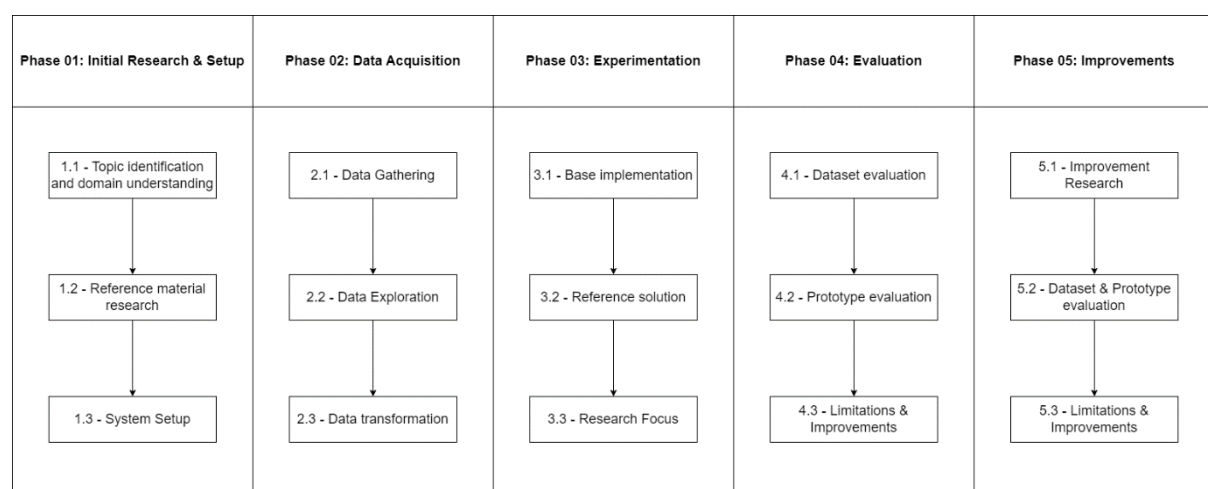 Phase 01: Initial Research & Setup
Phase 02: Data Acquisition
Phase 03: Experimentation
Phase 04: Evaluation
Phase 05: Improvements
1.1 - Topic identification
and domain understanding
1.2 - Reference material
research
1.3 - System Setup
2.1 - Data Gathering
2.2 - Data Exploration
2.3 - Data transformation
3.1 - Base implementation
3.2 - Reference solution
3.3 - Research Focus
4.1 - Dataset evaluation
4.2 - Prototype evaluation
4.3 - Limitations &
Improvements
5.1 - Improvement
Research
5.2 - Dataset & Prototype
evaluation
5.3 - Limitations &
Improvements